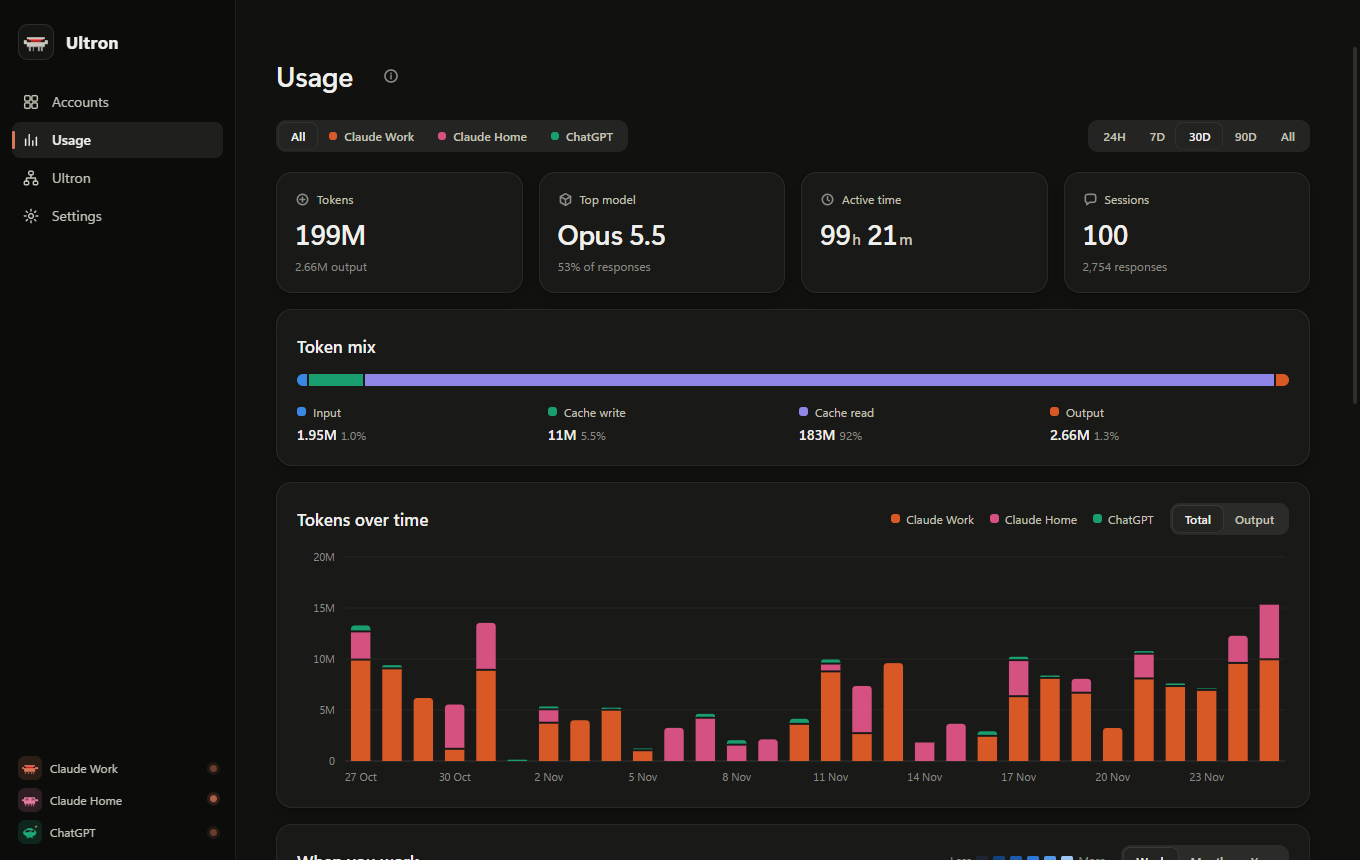 Ultron
Accounts
Usage
Ultron
Settings
Claude Work
Claude Home
ChatGPT
Usage
All Claude Work Claude Home ChatGPT
24H 7D 30D 90D All
Tokens
199M
2.66M output
Top model
Opus 5.5
53% of responses
Active time
99h 21m
Sessions
100
2,754 responses
Token mix
Input
1.95M 1.0%
Cache write
11M 5.5%
Cache read
183M 92%
Output
2.66M 1.3%
Tokens over time
Claude Work Claude Home ChatGPT
Total Output
20M
15M
10M
5M
0
27 Oct 30 Oct 2 Nov 5 Nov 8 Nov 11 Nov 14 Nov 17 Nov 20 Nov 23 Nov
When you work
Less More